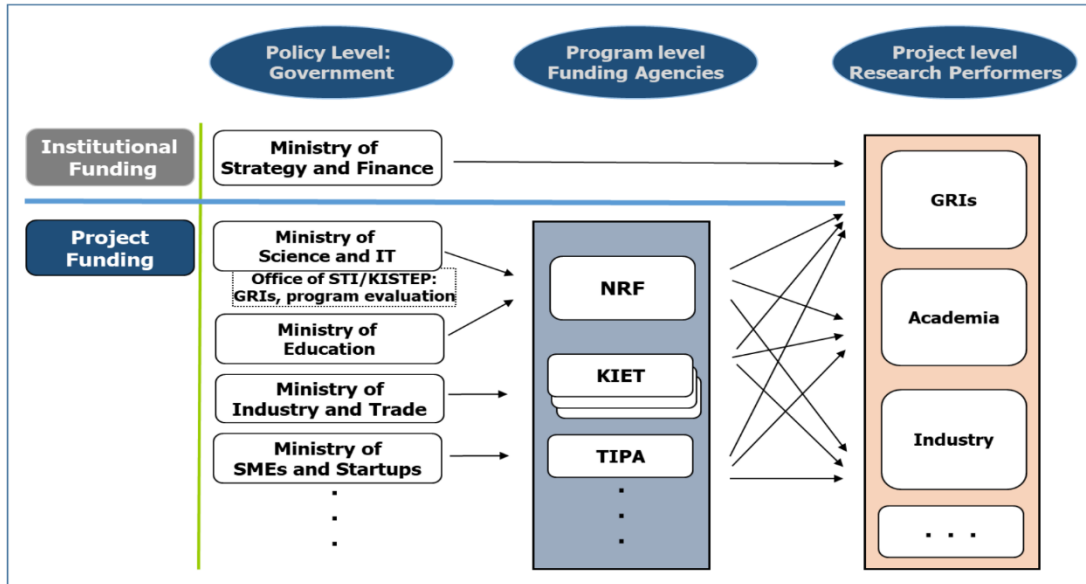 Policy Level:
Government
Program level
Funding Agencies
Project level
Research Performers
Institutional
Funding
Ministry of
Strategy and Finance
GRIs
Project
Funding
Ministry of
Science and IT
Office of STI/KISTEP:
GRIs, program evaluation
NRF
Academia
Ministry of
Education
KIET
Ministry of
Industry and Trade
Industry
Ministry of
SMEs and Startups
TIPA
. . .